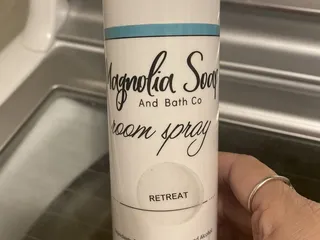 Magnolia Soap
And Bath Co
room spray
RETREAT